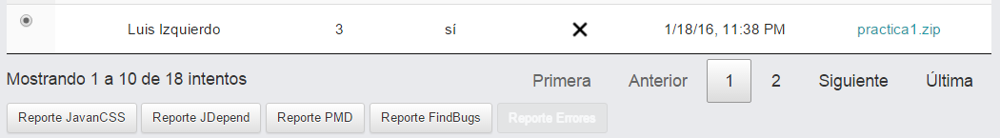 Luis Izquierdo 3 sí 1/18/16, 11:38 PM practica1.zip
Mostrando 1 a 10 de 18 intentos Primera Anterior 1 2 Siguiente Última
Reporte JavanCSS Reporte JDepend Reporte PMD Reporte FindBugs Reporte Errores